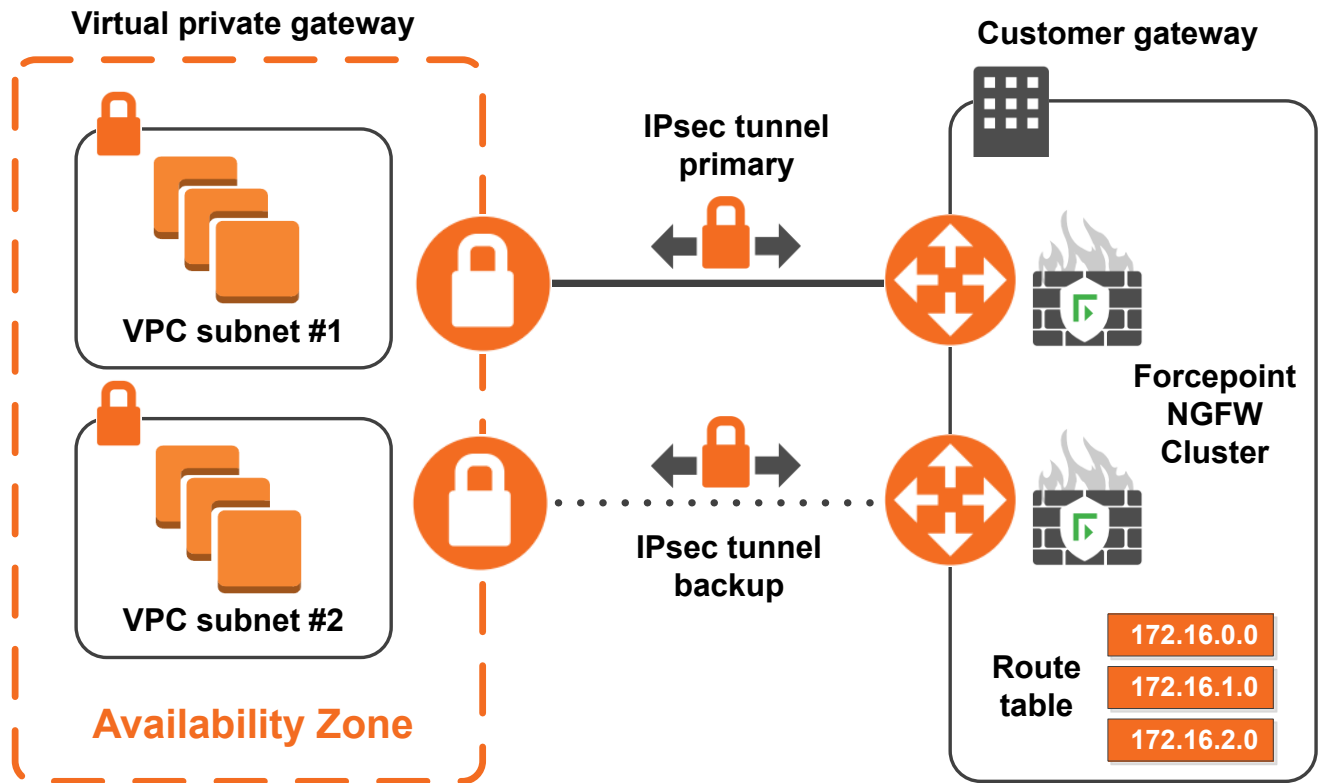 Virtual private gateway
Customer gateway
IPsec tunnel
primary
VPC subnet #1
Forcepoint
NGFW
Cluster
IPsec tunnel
backup
VPC subnet #2
Availability Zone
Route
table
172.16.0.0
172.16.1.0
172.16.2.0